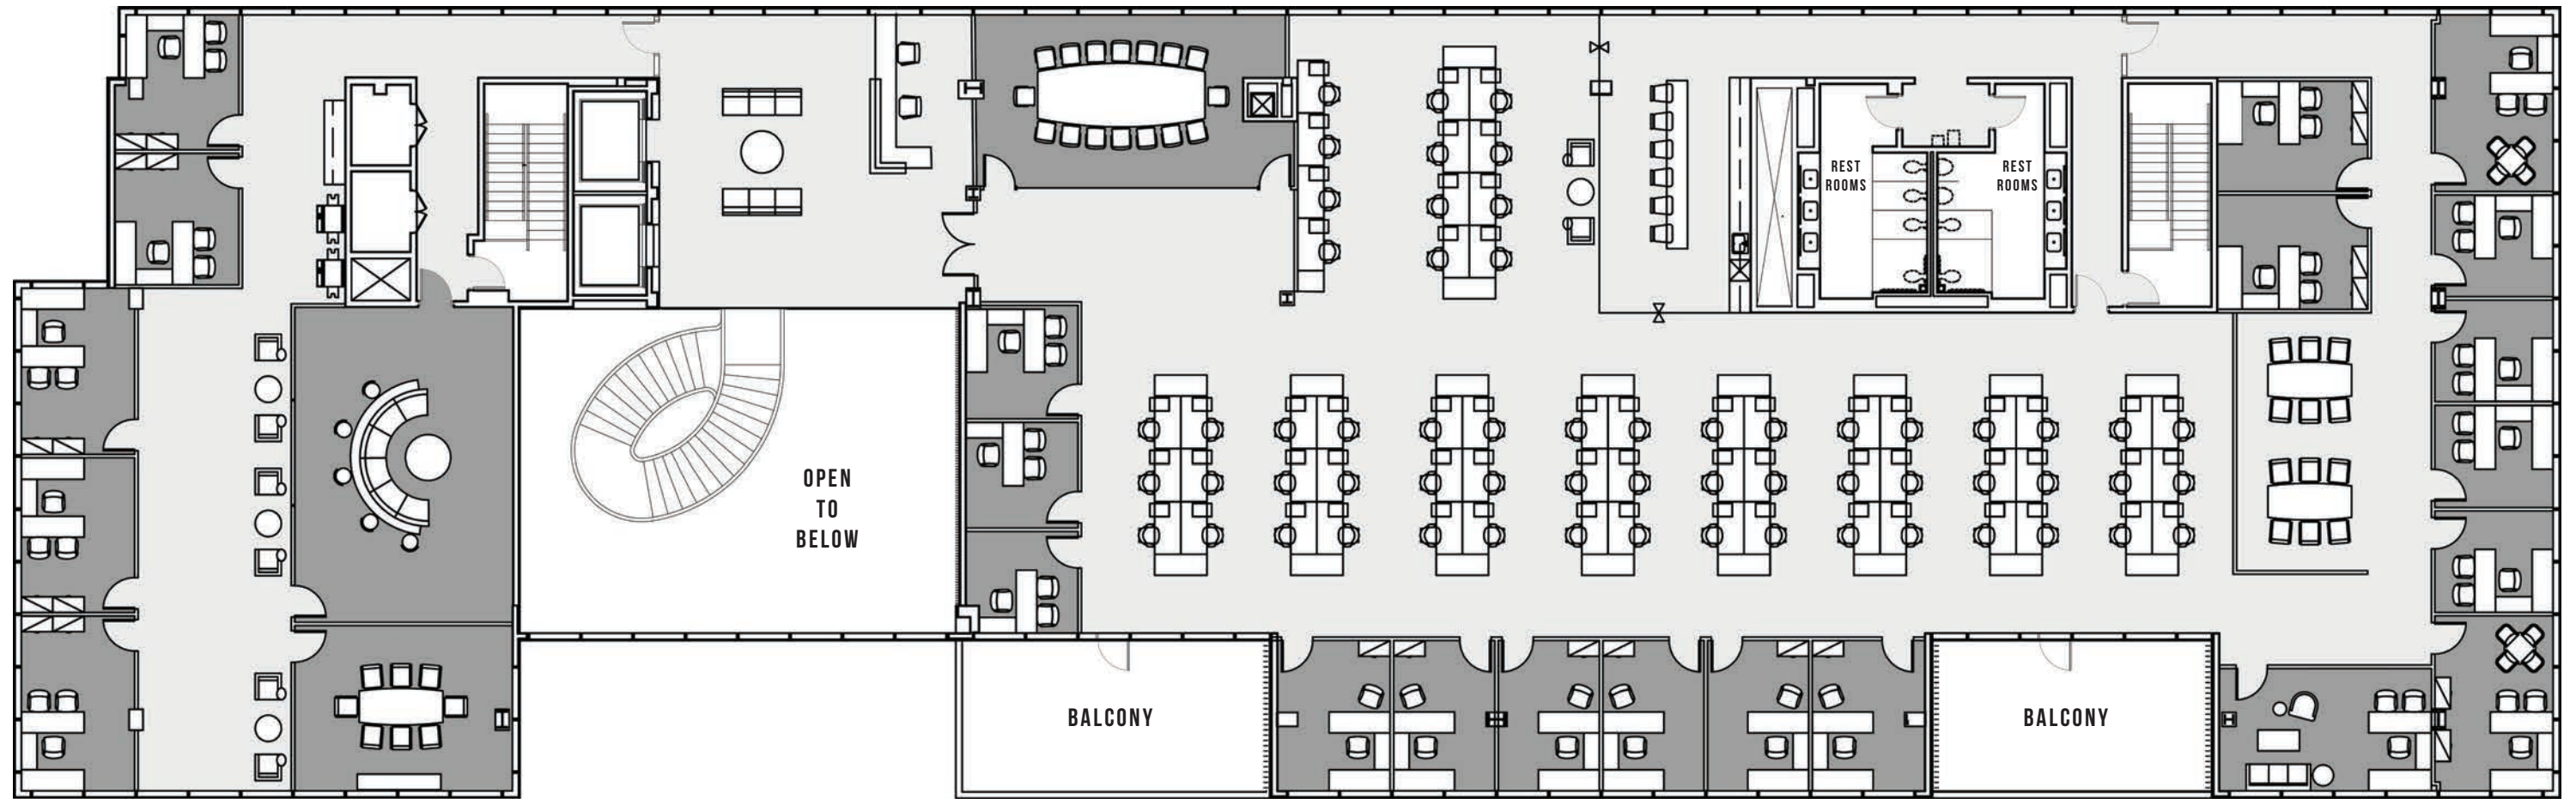 REST
ROOMS
REST
ROOMS
OPEN
TO
BELOW
BALCONY
BALCONY